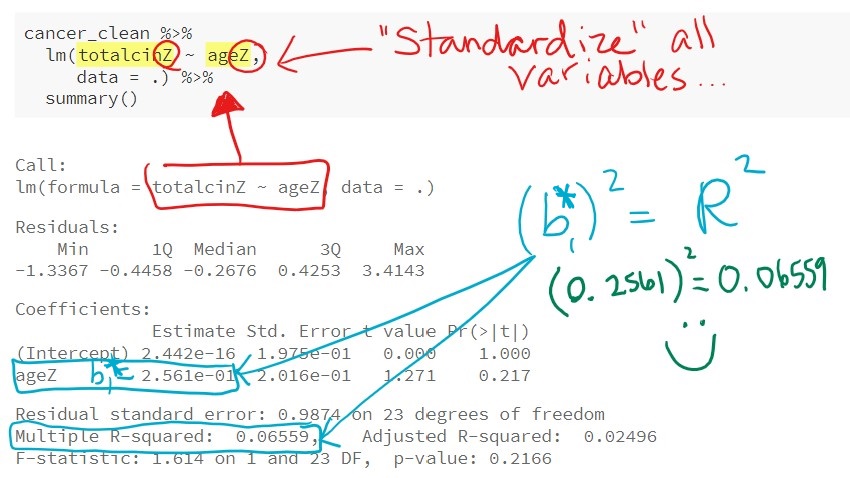 cancer_clean %>%
lm(totalcinZ ~ ageZ,
data = .) %>%
summary()
"Standardize" all
variables...
Call:
lm(formula = totalcinZ ~ ageZ, data = .)
Residuals:
Min 1Q Median 3Q Max
-1.3367 -0.4458 -0.2676 0.4253 3.4143
(b₁*)² = R²
(0.2561)² = 0.06559
Coefficients:
Estimate Std. Error t value Pr(>|t|)
(Intercept) 2.442e-16 1.975e-01 0.000 1.000
ageZ b₁*= 2.561e-01 2.016e-01 1.271 0.217
Residual standard error: 0.9874 on 23 degrees of freedom
Multiple R-squared: 0.06559, Adjusted R-squared: 0.02496
F-statistic: 1.614 on 1 and 23 DF, p-value: 0.2166